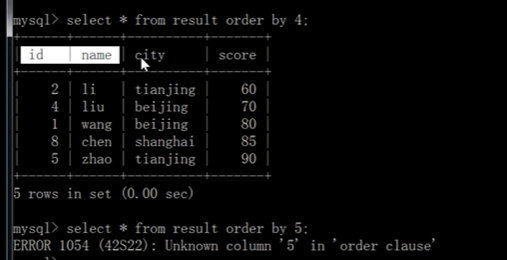 mysql> select * from result order by 4;
+------+------+----------+-------+
| id | name | city | score |
+------+------+----------+-------+
| 2 | li | tianjing | 60 |
| 4 | liu | beijing | 70 |
| 1 | wang | beijing | 80 |
| 8 | chen | shanghai | 85 |
| 5 | zhao | tianjing | 90 |
+------+------+----------+-------+
5 rows in set (0.00 sec)
mysql> select * from result order by 5;
ERROR 1054 (42S22): Unknown column '5' in 'order clause'
mysql>